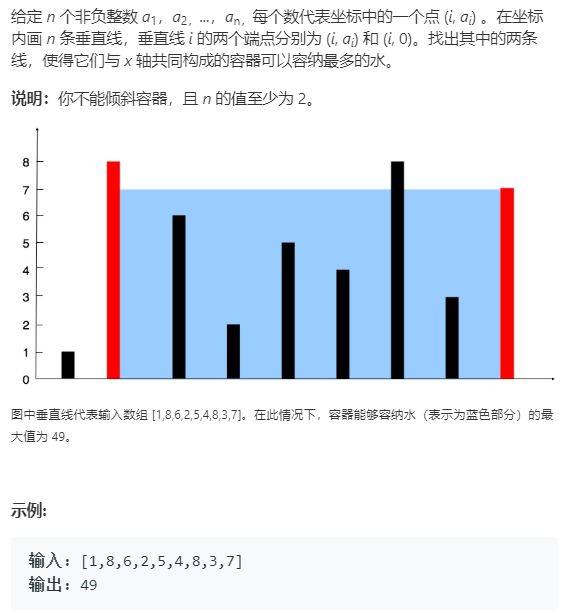 给定 n 个非负整数 a1，a2，...，an，每个数代表坐标中的一个点 (i, ai) 。在坐标
内画 n 条垂直线，垂直线 i 的两个端点分别为 (i, ai) 和 (i, 0)。找出其中的两条
线，使得它们与 x 轴共同构成的容器可以容纳最多的水。
说明：你不能倾斜容器，且 n 的值至少为 2。
8
7
6
5
4
3
2
1
0
图中垂直线代表输入数组 [1,8,6,2,5,4,8,3,7]。在此情况下，容器能够容纳水（表示为蓝色部分）的最
大值为 49。
示例:
输入: [1,8,6,2,5,4,8,3,7]
输出: 49